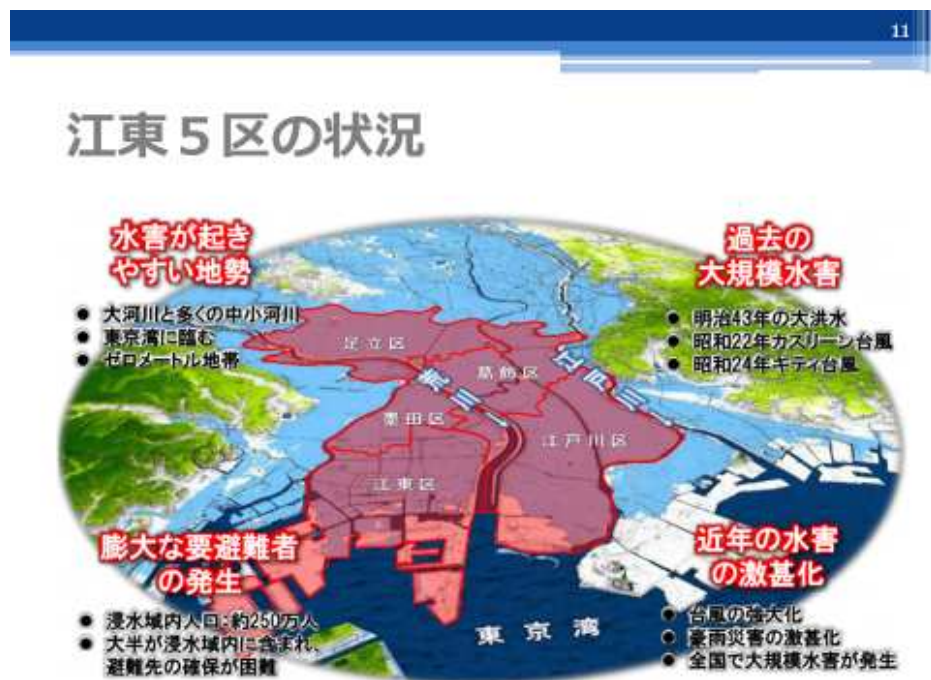 11
江東５区の状況
水害が起き
やすい地勢
● 大河川と多くの中小河川
● 東京湾に臨む
● ゼロメートル地帯
過去の
大規模水害
● 明治43年の大洪水
● 昭和22年カスリーン台風
● 昭和24年キティ台風
足立区
葛飾区
江戸川
荒川
墨田区
江戸川区
江東区
膨大な要避難者
の発生
● 浸水域内人口：約250万人
● 大半が浸水域内に含まれ、
避難先の確保が困難
近年の水害
の激甚化
● 台風の強大化
● 豪雨災害の激甚化
● 全国で大規模水害が発生
東京湾